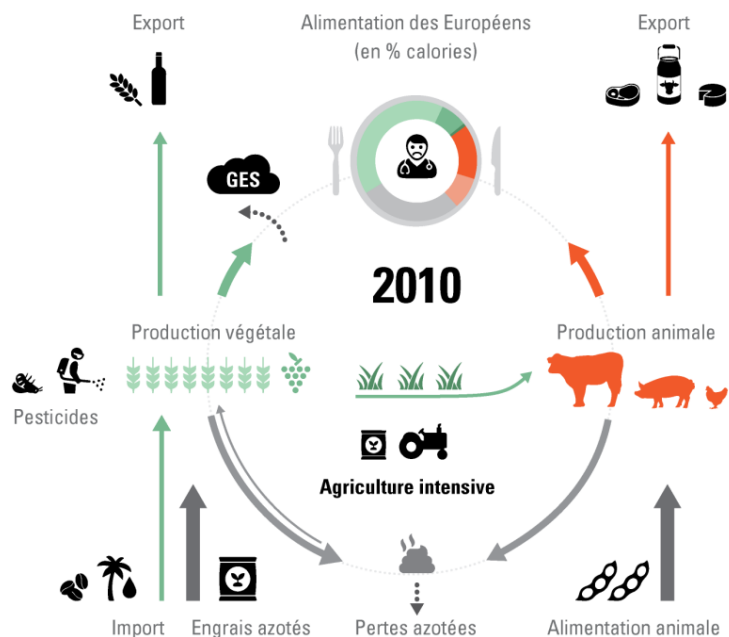 Export
Alimentation des Européens
(en % calories)
Export
GES
2010
Production végétale
Production animale
Pesticides
Agriculture intensive
Import
Engrais azotés
Pertes azotées
Alimentation animale